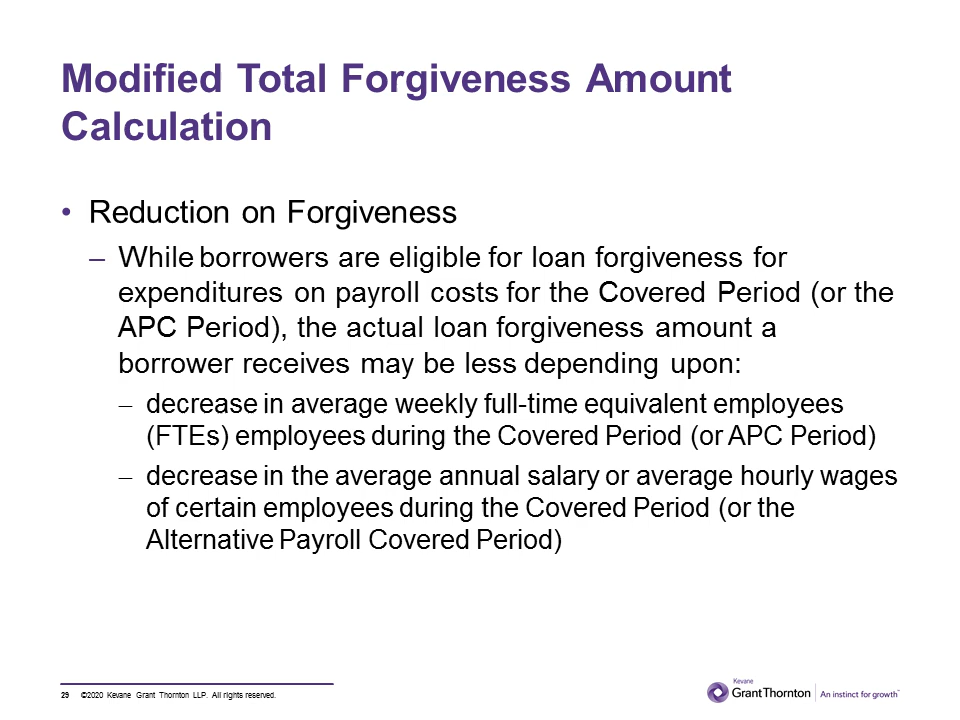 Modified Total Forgiveness Amount
Calculation
• Reduction on Forgiveness
– While borrowers are eligible for loan forgiveness for
expenditures on payroll costs for the Covered Period (or the
APC Period), the actual loan forgiveness amount a
borrower receives may be less depending upon:
– decrease in average weekly full-time equivalent employees
(FTEs) employees during the Covered Period (or APC Period)
– decrease in the average annual salary or average hourly wages
of certain employees during the Covered Period (or the
Alternative Payroll Covered Period)
29 ©2020 Kevane Grant Thornton LLP. All rights reserved.
Kevane
GrantThornton
An instinct for growth™